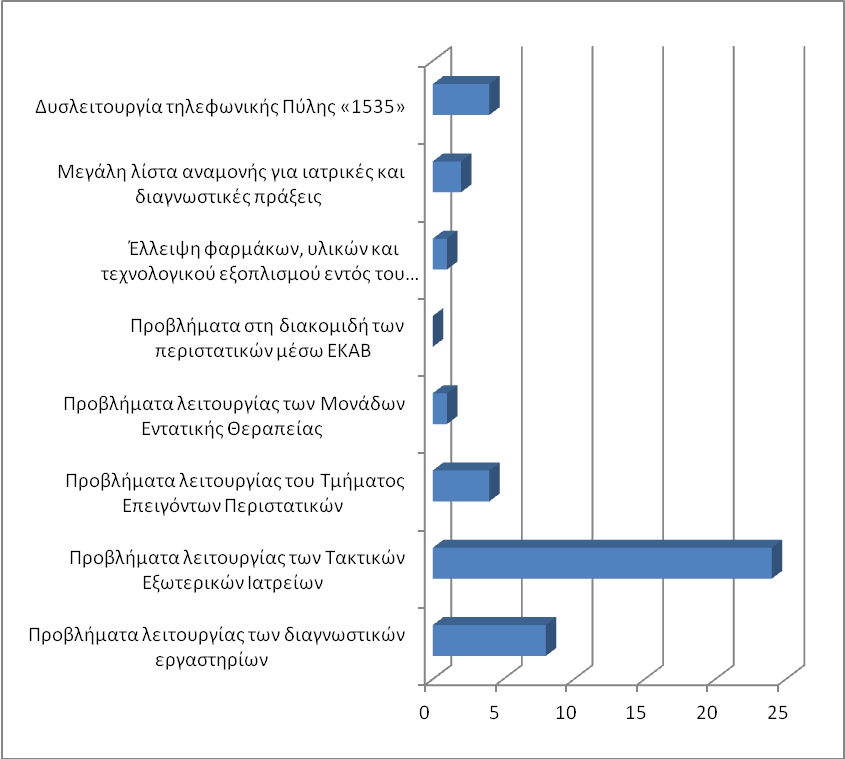 Δυσλειτουργία τηλεφωνικής Πύλης «1535»
Μεγάλη λίστα αναμονής για ιατρικές και
διαγνωστικές πράξεις
Έλλειψη φαρμάκων, υλικών και
τεχνολογικού εξοπλισμού εντός του...
Προβλήματα στη διακομιδή των
περιστατικών μέσω ΕΚΑΒ
Προβλήματα λειτουργίας των Μονάδων
Εντατικής Θεραπείας
Προβλήματα λειτουργίας του Τμήματος
Επειγόντων Περιστατικών
Προβλήματα λειτουργίας των Τακτικών
Εξωτερικών Ιατρείων
Προβλήματα λειτουργίας των διαγνωστικών
εργαστηρίων
0 5 10 15 20 25